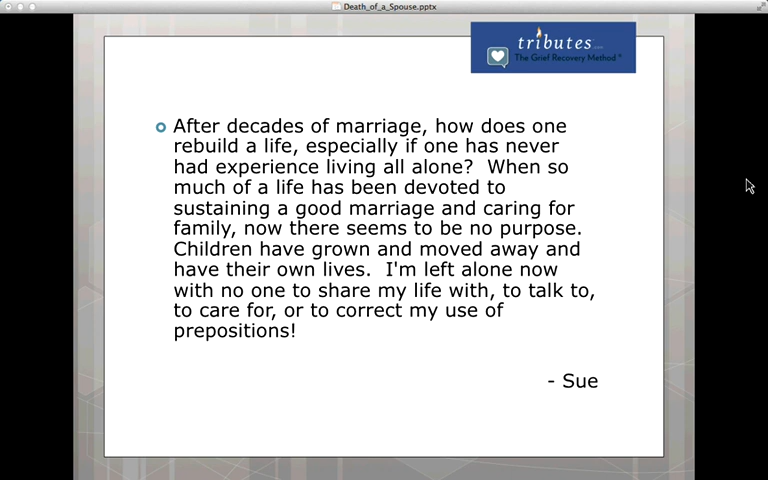 Death_of_a_Spouse.pptx
tributes.com
The Grief Recovery Method®
After decades of marriage, how does one
rebuild a life, especially if one has never
had experience living all alone?  When so
much of a life has been devoted to
sustaining a good marriage and caring for
family, now there seems to be no purpose.
Children have grown and moved away and
have their own lives.  I'm left alone now
with no one to share my life with, to talk to,
to care for, or to correct my use of
prepositions!
- Sue